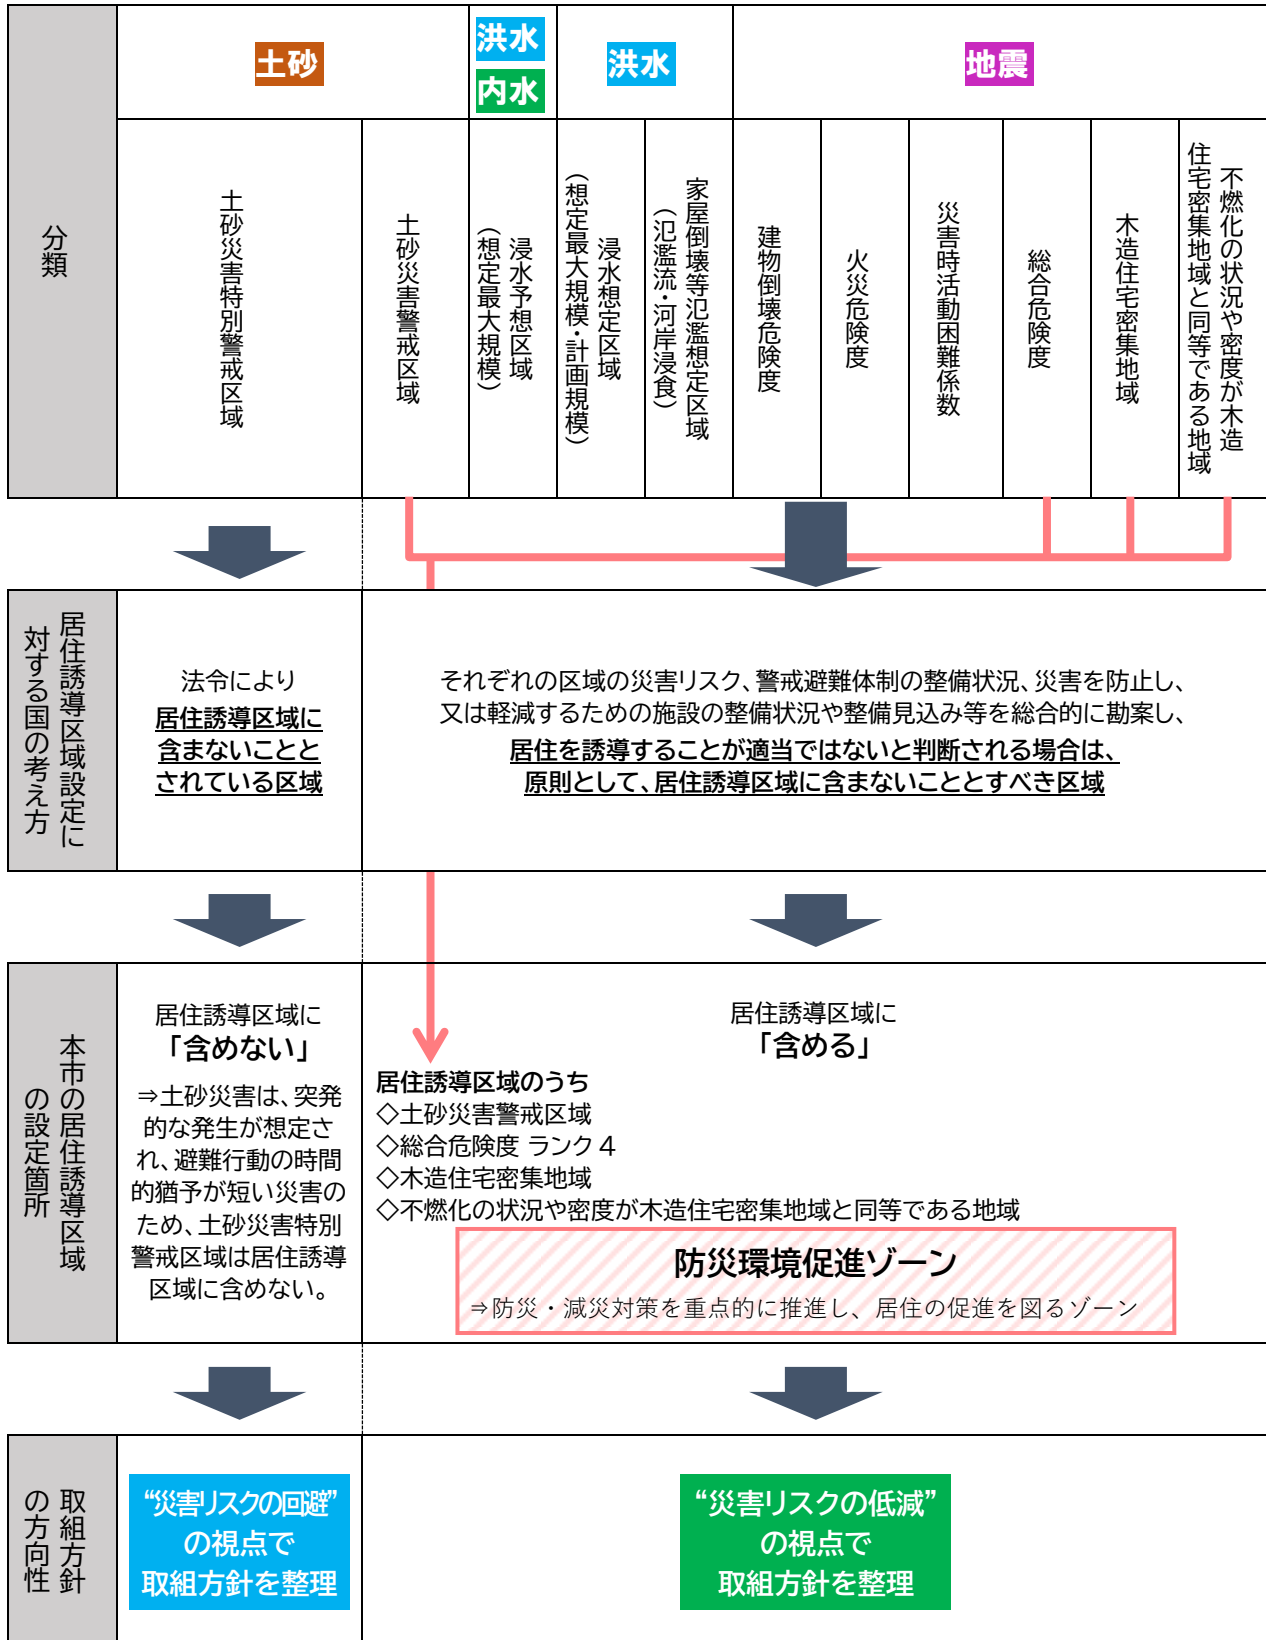 分類
土砂
洪水
内水
洪水
地震
土砂災害特別警戒区域
土砂災害警戒区域
浸水予想区域
（想定最大規模）
浸水想定区域
（想定最大規模・計画規模）
家屋倒壊等氾濫想定区域
（氾濫流・河岸浸食）
建物倒壊危険度
火災危険度
災害時活動困難係数
総合危険度
木造住宅密集地域
不燃化の状況や密度が木造
住宅密集地域と同等である地域
居住誘導区域設定に
対する国の考え方
法令により
居住誘導区域に
含まないことと
されている区域
それぞれの区域の災害リスク、警戒避難体制の整備状況、災害を防止し、
又は軽減するための施設の整備状況や整備見込み等を総合的に勘案し、
居住を誘導することが適当ではないと判断される場合は、
原則として、居住誘導区域に含まないこととすべき区域
本市の居住誘導区域
の設定箇所
居住誘導区域に
「含めない」
⇒土砂災害は、突発
的な発生が想定さ
れ、避難行動の時間
的猶予が短い災害の
ため、土砂災害特別
警戒区域は居住誘導
区域に含めない。
居住誘導区域に
「含める」
居住誘導区域のうち
◇土砂災害警戒区域
◇総合危険度 ランク４
◇木造住宅密集地域
◇不燃化の状況や密度が木造住宅密集地域と同等である地域
防災環境促進ゾーン
⇒防災・減災対策を重点的に推進し、居住の促進を図るゾーン
取組方針
の方向性
“災害リスクの回避”
の視点で
取組方針を整理
“災害リスクの低減”
の視点で
取組方針を整理